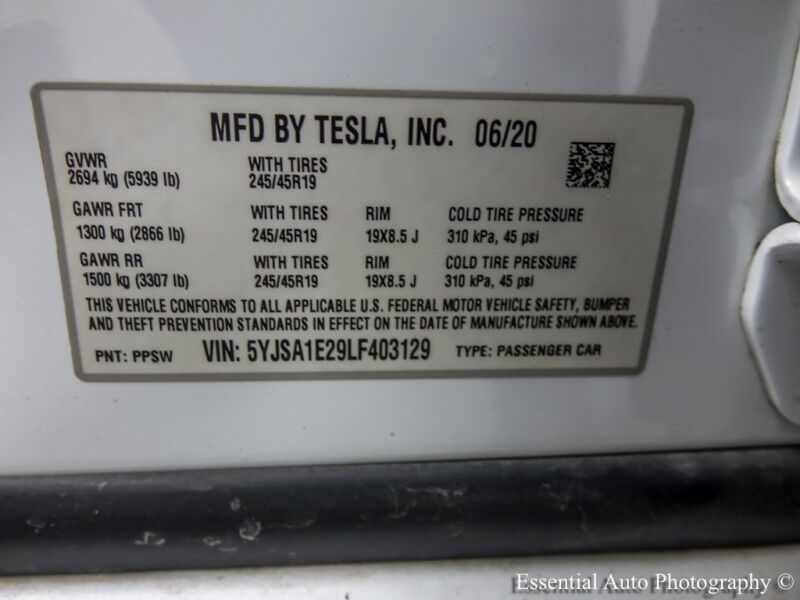 MFD BY TESLA, INC. 06/20
GVWR WITH TIRES
2694 kg (5939 lb) 245/45R19
GAWR FRT WITH TIRES RIM COLD TIRE PRESSURE
1300 kg (2866 lb) 245/45R19 19X8.5 J 310 kPa, 45 psi
GAWR RR WITH TIRES RIM COLD TIRE PRESSURE
1500 kg (3307 lb) 245/45R19 19X8.5 J 310 kPa, 45 psi
THIS VEHICLE CONFORMS TO ALL APPLICABLE U.S. FEDERAL MOTOR VEHICLE SAFETY, BUMPER
AND THEFT PREVENTION STANDARDS IN EFFECT ON THE DATE OF MANUFACTURE SHOWN ABOVE.
PNT: PPSW VIN: 5YJSA1E29LF403129 TYPE: PASSENGER CAR
Essential Auto Photography ©